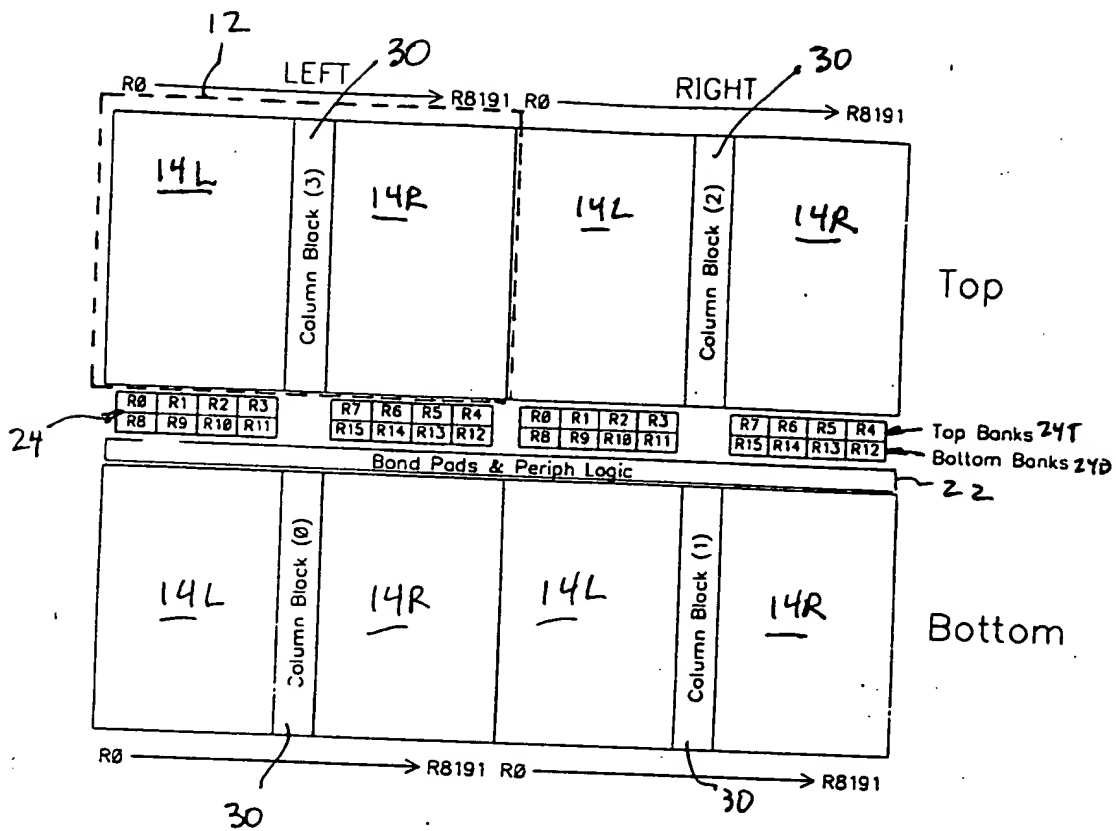 12
30
30
LEFT
RIGHT
R0 R8191 R0 R8191
14L
Column Block (3)
14R
14L
Column Block (2)
14R
Top
R0 R1 R2 R3 R7 R6 R5 R4 R0 R1 R2 R3 R7 R6 R5 R4
Top Banks 24T
24
R8 R9 R10 R11 R15 R14 R13 R12 R8 R9 R10 R11 R15 R14 R13 R12
Bottom Banks 24B
Bond Pads & Periph Logic
22
14L
Column Block (0)
14R
14L
Column Block (1)
14R
Bottom
R0 R8191 R0 R8191
30
30